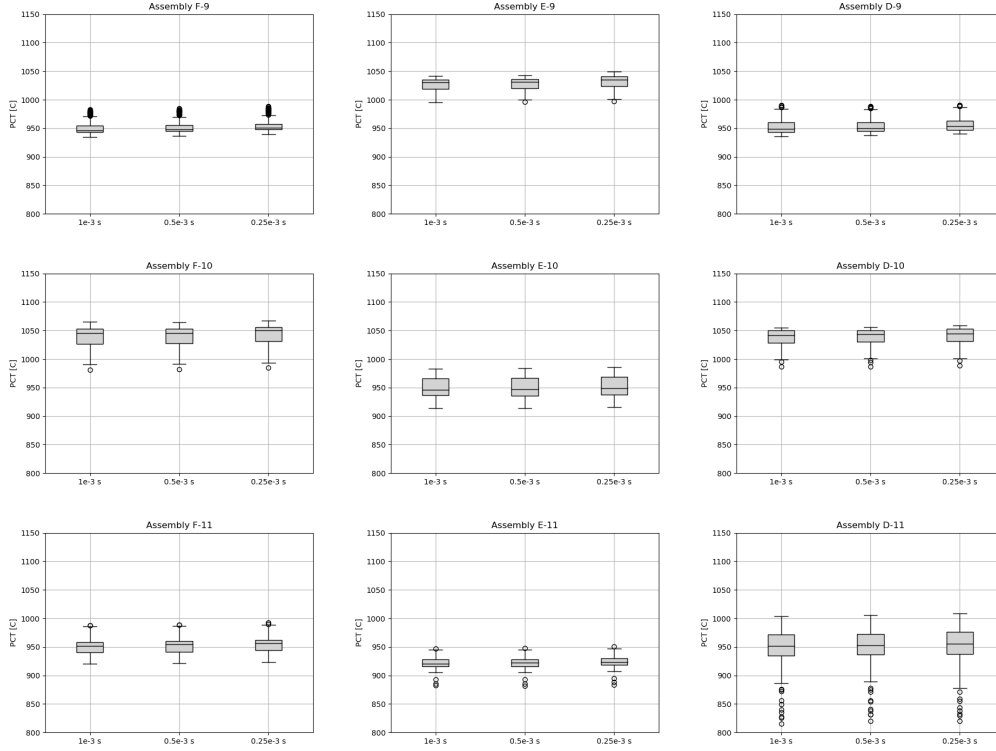 Assembly F-9
PCT [C]
1150
1100
1050
1000
950
900
850
800
1e-3 s
0.5e-3 s
0.25e-3 s
Assembly E-9
PCT [C]
1150
1100
1050
1000
950
900
850
800
1e-3 s
0.5e-3 s
0.25e-3 s
Assembly D-9
PCT [C]
1150
1100
1050
1000
950
900
850
800
1e-3 s
0.5e-3 s
0.25e-3 s
Assembly F-10
PCT [C]
1150
1100
1050
1000
950
900
850
800
1e-3 s
0.5e-3 s
0.25e-3 s
Assembly E-10
PCT [C]
1150
1100
1050
1000
950
900
850
800
1e-3 s
0.5e-3 s
0.25e-3 s
Assembly D-10
PCT [C]
1150
1100
1050
1000
950
900
850
800
1e-3 s
0.5e-3 s
0.25e-3 s
Assembly F-11
PCT [C]
1150
1100
1050
1000
950
900
850
800
1e-3 s
0.5e-3 s
0.25e-3 s
Assembly E-11
PCT [C]
1150
1100
1050
1000
950
900
850
800
1e-3 s
0.5e-3 s
0.25e-3 s
Assembly D-11
PCT [C]
1150
1100
1050
1000
950
900
850
800
1e-3 s
0.5e-3 s
0.25e-3 s